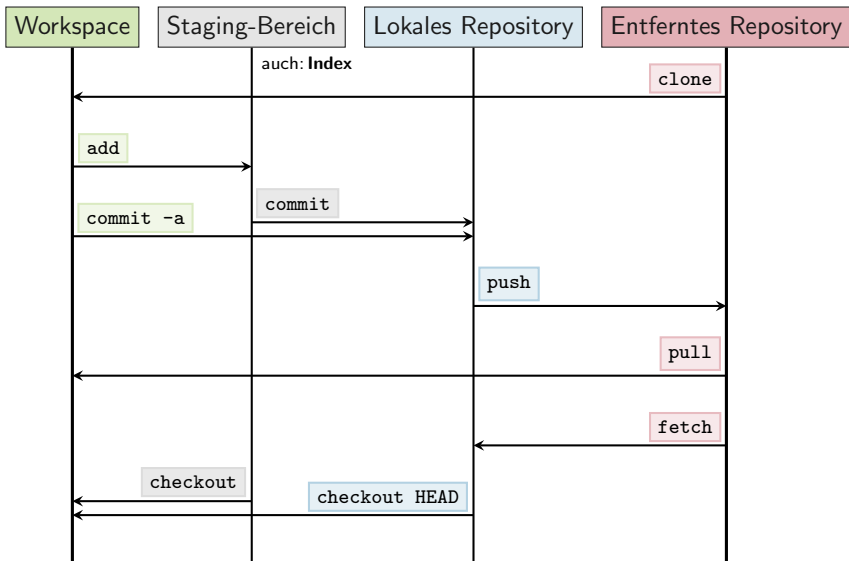 Workspace
Staging-Bereich
Lokales Repository
Entferntes Repository
auch: Index
clone
add
commit
commit -a
push
pull
fetch
checkout
checkout HEAD